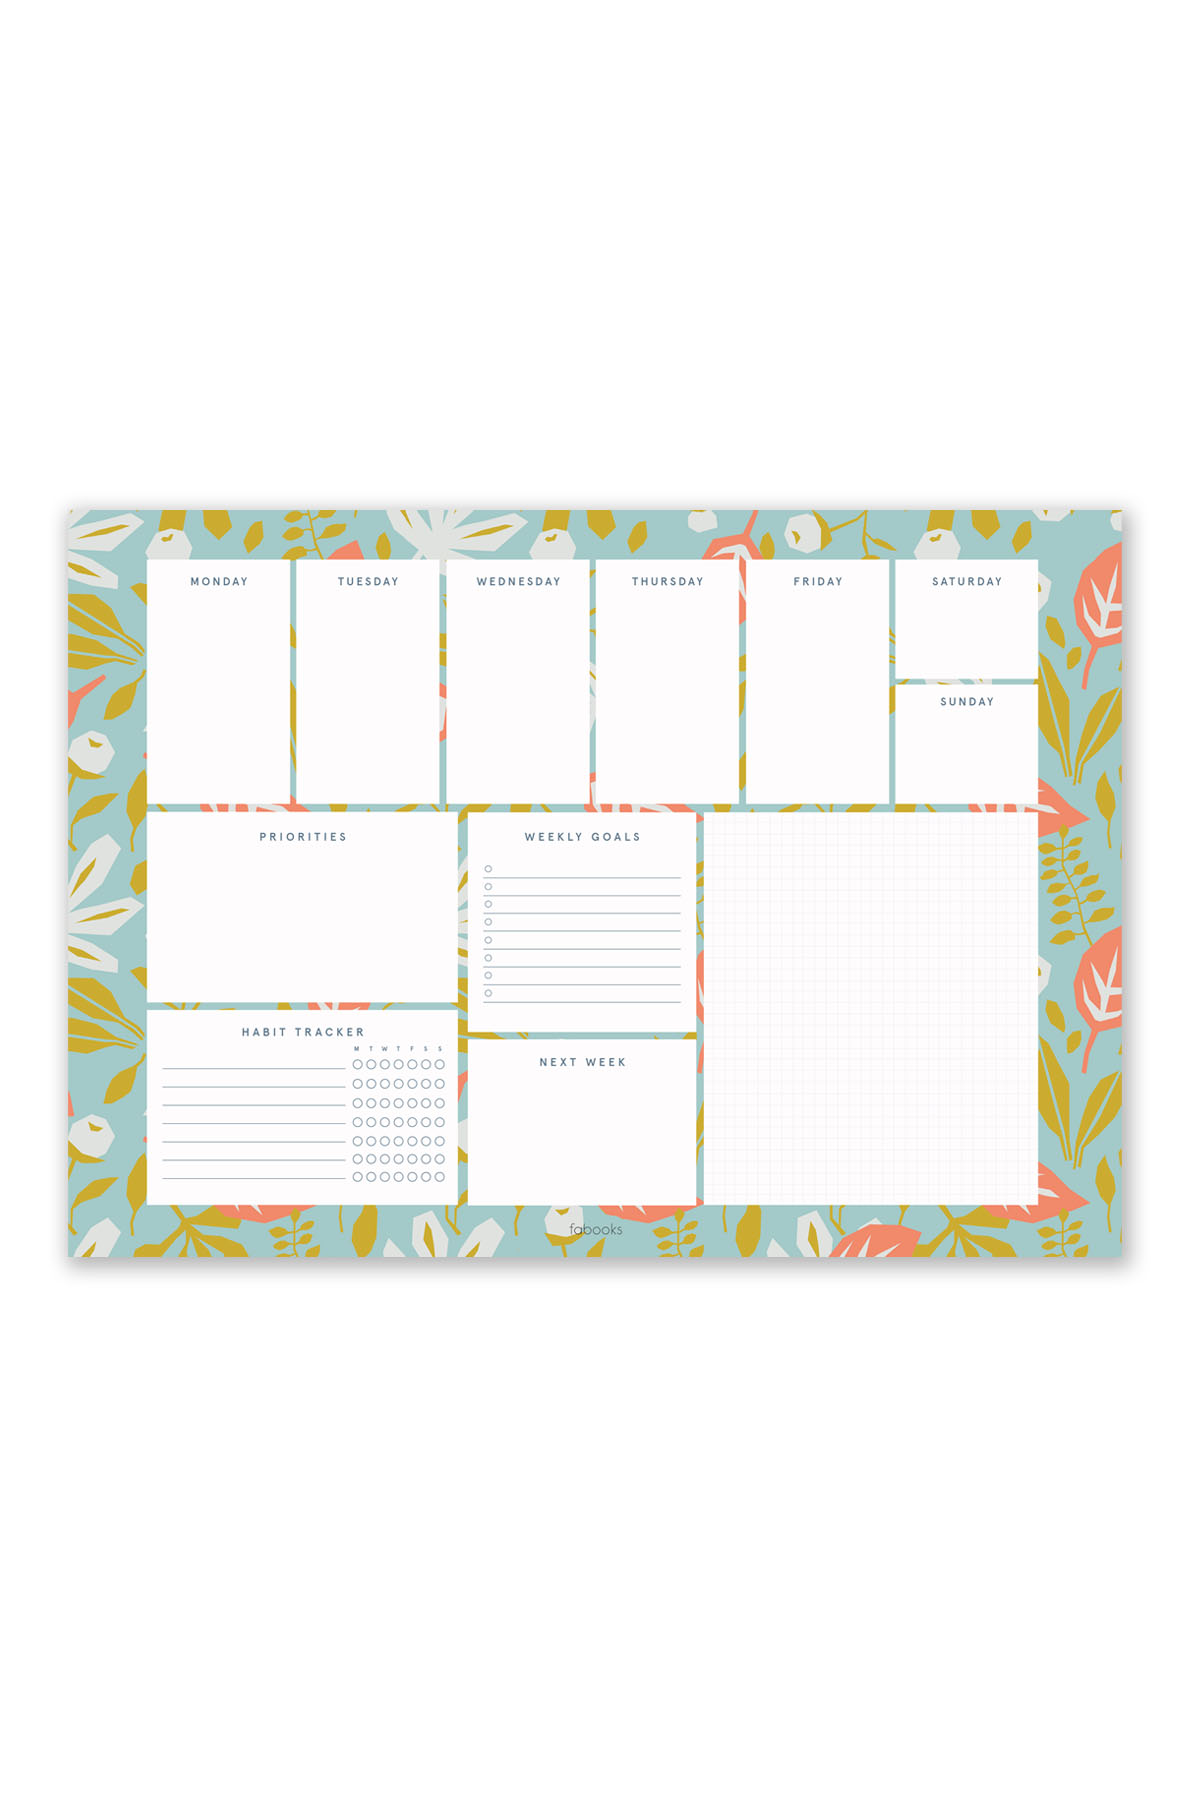 MONDAY
TUESDAY
WEDNESDAY
THURSDAY
FRIDAY
SATURDAY
SUNDAY
PRIORITIES
WEEKLY GOALS
HABIT TRACKER
M T W T F S S
NEXT WEEK
fabooks